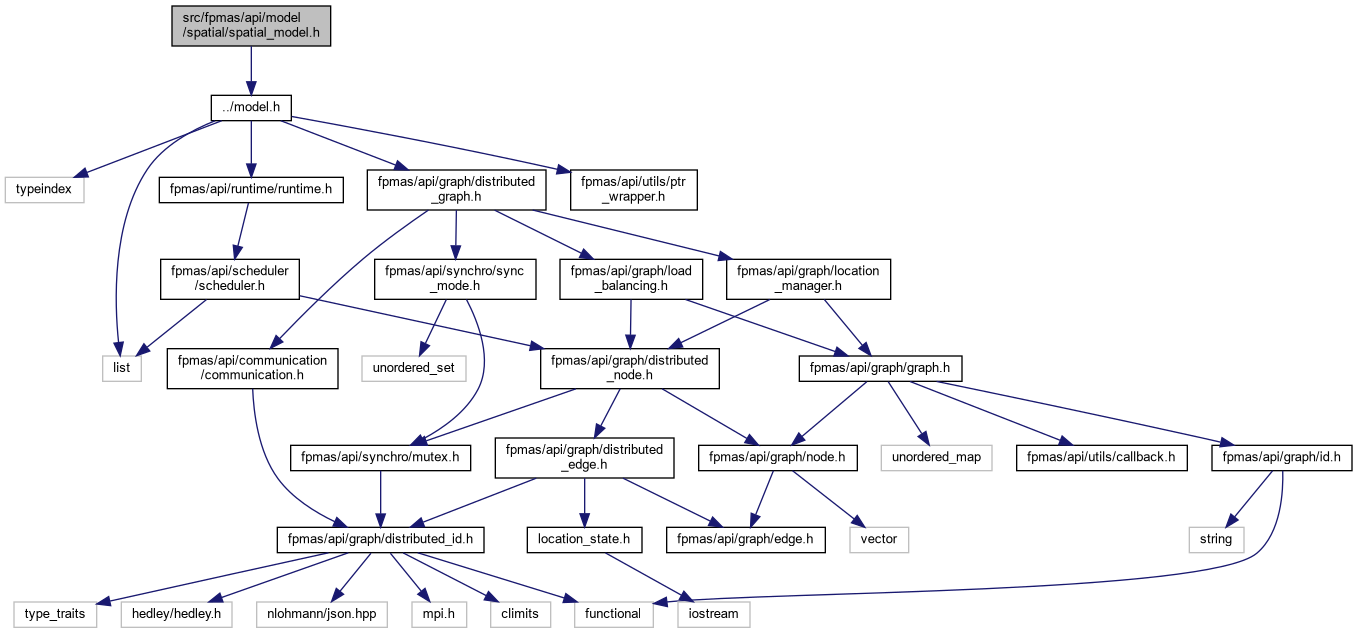 src/fpmas/api/model
/spatial/spatial_model.h
../model.h
typeindex
fpmas/api/runtime/runtime.h
fpmas/api/graph/distributed
_graph.h
fpmas/api/utils/ptr
_wrapper.h
fpmas/api/scheduler
/scheduler.h
fpmas/api/synchro/sync
_mode.h
fpmas/api/graph/load
_balancing.h
fpmas/api/graph/location
_manager.h
list
fpmas/api/communication
/communication.h
unordered_set
fpmas/api/graph/distributed
_node.h
fpmas/api/graph/graph.h
fpmas/api/synchro/mutex.h
fpmas/api/graph/distributed
_edge.h
fpmas/api/graph/node.h
unordered_map
fpmas/api/utils/callback.h
fpmas/api/graph/id.h
fpmas/api/graph/distributed_id.h
location_state.h
fpmas/api/graph/edge.h
vector
string
type_traits
hedley/hedley.h
nlohmann/json.hpp
mpi.h
climits
functional
iostream